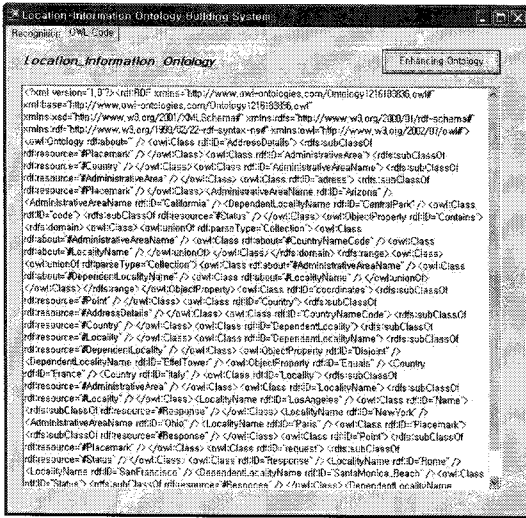 Location-Information Ontology Building System
Recognition OWL Code
Location_Information Ontology
Enhancing Ontology
<?xml version="1.0"?><rdf:RDF xmlns="http://www.owl-ontologies.com/Ontology1216183836.owl#"
xml:base="http://www.owl-ontologies.com/Ontology1216183836.owl"
xmlns:xsd="http://www.w3.org/2001/XMLSchema#" xmlns:rdfs="http://www.w3.org/2000/01/rdf-schema#"
xmlns:rdf="http://www.w3.org/1999/02/22-rdf-syntax-ns#" xmlns:owl="http://www.w3.org/2002/07/owl#">
<owl:Ontology rdf:about="" /><owl:Class rdf:ID="AddressDetails"><rdfs:subClassOf
rdf:resource="#Placemark" /></owl:Class><owl:Class rdf:ID="AdministrativeArea"><rdfs:subClassOf
rdf:resource="#Country" /></owl:Class><owl:Class rdf:ID="AdministrativeAreaName"><rdfs:subClassOf
rdf:resource="#AdministrativeArea" /></owl:Class><owl:Class rdf:ID="adress"><rdfs:subClassOf
rdf:resource="#Placemark" /></owl:Class><AdministrativeAreaName rdf:ID="Arizona" />
<AdministrativeAreaName rdf:ID="California" /><DependentLocalityName rdf:ID="CentralPark" /><owl:Class
rdf:ID="code"><rdfs:subClassOf rdf:resource="#Status" /></owl:Class><owl:ObjectProperty rdf:ID="Contains">
<rdfs:domain><owl:Class><owl:unionOf rdf:parseType="Collection"><owl:Class
rdf:about="#AdministrativeAreaName" /><owl:Class rdf:about="#CountryNameCode" /><owl:Class
rdf:about="#LocalityName" /></owl:unionOf></owl:Class></rdfs:domain><rdfs:range><owl:Class>
<owl:unionOf rdf:parseType="Collection"><owl:Class rdf:about="#AdministrativeAreaName" /><owl:Class
rdf:about="#DependentLocalityName" /><owl:Class rdf:about="#LocalityName" /></owl:unionOf>
</owl:Class></rdfs:range></owl:ObjectProperty><owl:Class rdf:ID="coordinates"><rdfs:subClassOf
rdf:resource="#Point" /></owl:Class><owl:Class rdf:ID="Country"><rdfs:subClassOf
rdf:resource="#AddressDetails" /></owl:Class><owl:Class rdf:ID="CountryNameCode"><rdfs:subClassOf
rdf:resource="#Country" /></owl:Class><owl:Class rdf:ID="DependentLocality"><rdfs:subClassOf
rdf:resource="#Locality" /></owl:Class><owl:Class rdf:ID="DependentLocalityName"><rdfs:subClassOf
rdf:resource="#DependentLocality" /></owl:Class><owl:ObjectProperty rdf:ID="Disjoint" />
<DependentLocalityName rdf:ID="EffelTower" /><owl:ObjectProperty rdf:ID="Equals" /><Country
rdf:ID="France" /><Country rdf:ID="Italy" /><owl:Class rdf:ID="Locality"><rdfs:subClassOf
rdf:resource="#AdministrativeArea" /></owl:Class><owl:Class rdf:ID="LocalityName"><rdfs:subClassOf
rdf:resource="#Locality" /></owl:Class><LocalityName rdf:ID="LosAngeles" /><owl:Class rdf:ID="Name">
<rdfs:subClassOf rdf:resource="#Response" /></owl:Class><LocalityName rdf:ID="NewYork" />
<AdministrativeAreaName rdf:ID="Ohio" /><LocalityName rdf:ID="Paris" /><owl:Class rdf:ID="Placemark">
<rdfs:subClassOf rdf:resource="#Response" /></owl:Class><owl:Class rdf:ID="Point"><rdfs:subClassOf
rdf:resource="#Placemark" /></owl:Class><owl:Class rdf:ID="request"><rdfs:subClassOf
rdf:resource="#Status" /></owl:Class><owl:Class rdf:ID="Response" /><LocalityName rdf:ID="Rome" />
<LocalityName rdf:ID="SanFrancisco" /><DependentLocalityName rdf:ID="SantaMonica_Beach" /><owl:Class
rdf:ID="Status"><rdfs:subClassOf rdf:resource="#Response" /></owl:Class><DependentLocalityName